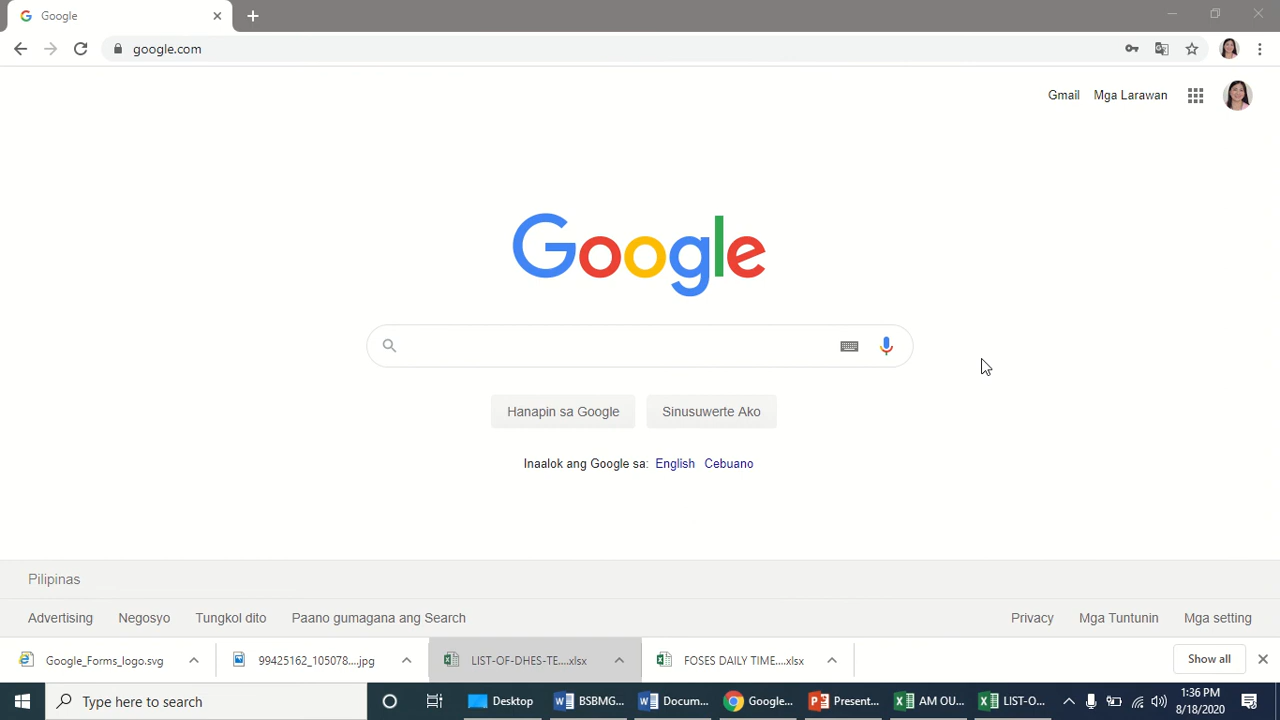 Google
google.com
Gmail Mga Larawan
Google
Hanapin sa Google Sinusuwerte Ako
Inaalok ang Google sa: English Cebuano
Pilipinas
Advertising Negosyo Tungkol dito Paano gumagana ang Search Privacy Mga Tuntunin Mga setting
Google_Forms_logo.svg 99425162_105078....jpg LIST-OF-DHES-TE....xlsx FOSES DAILY TIME....xlsx Show all
Type here to search Desktop BSBMG... Docum... Google... Present... AM OU... LIST-O... 1:36 PM
8/18/2020